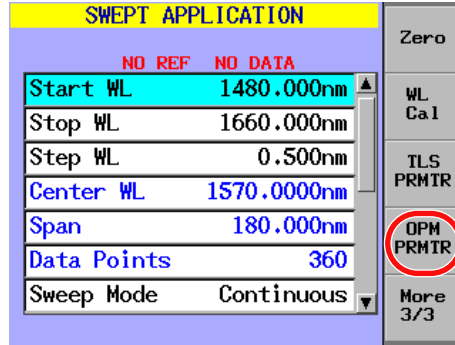 SWEPT APPLICATION
NO REF NO DATA
Start WL 1480.000nm
Stop WL 1660.000nm
Step WL 0.500nm
Center WL 1570.0000nm
Span 180.000nm
Data Points 360
Sweep Mode Continuous
Zero
WL
Cal
TLS
PRMTR
OPM
PRMTR
More
3/3